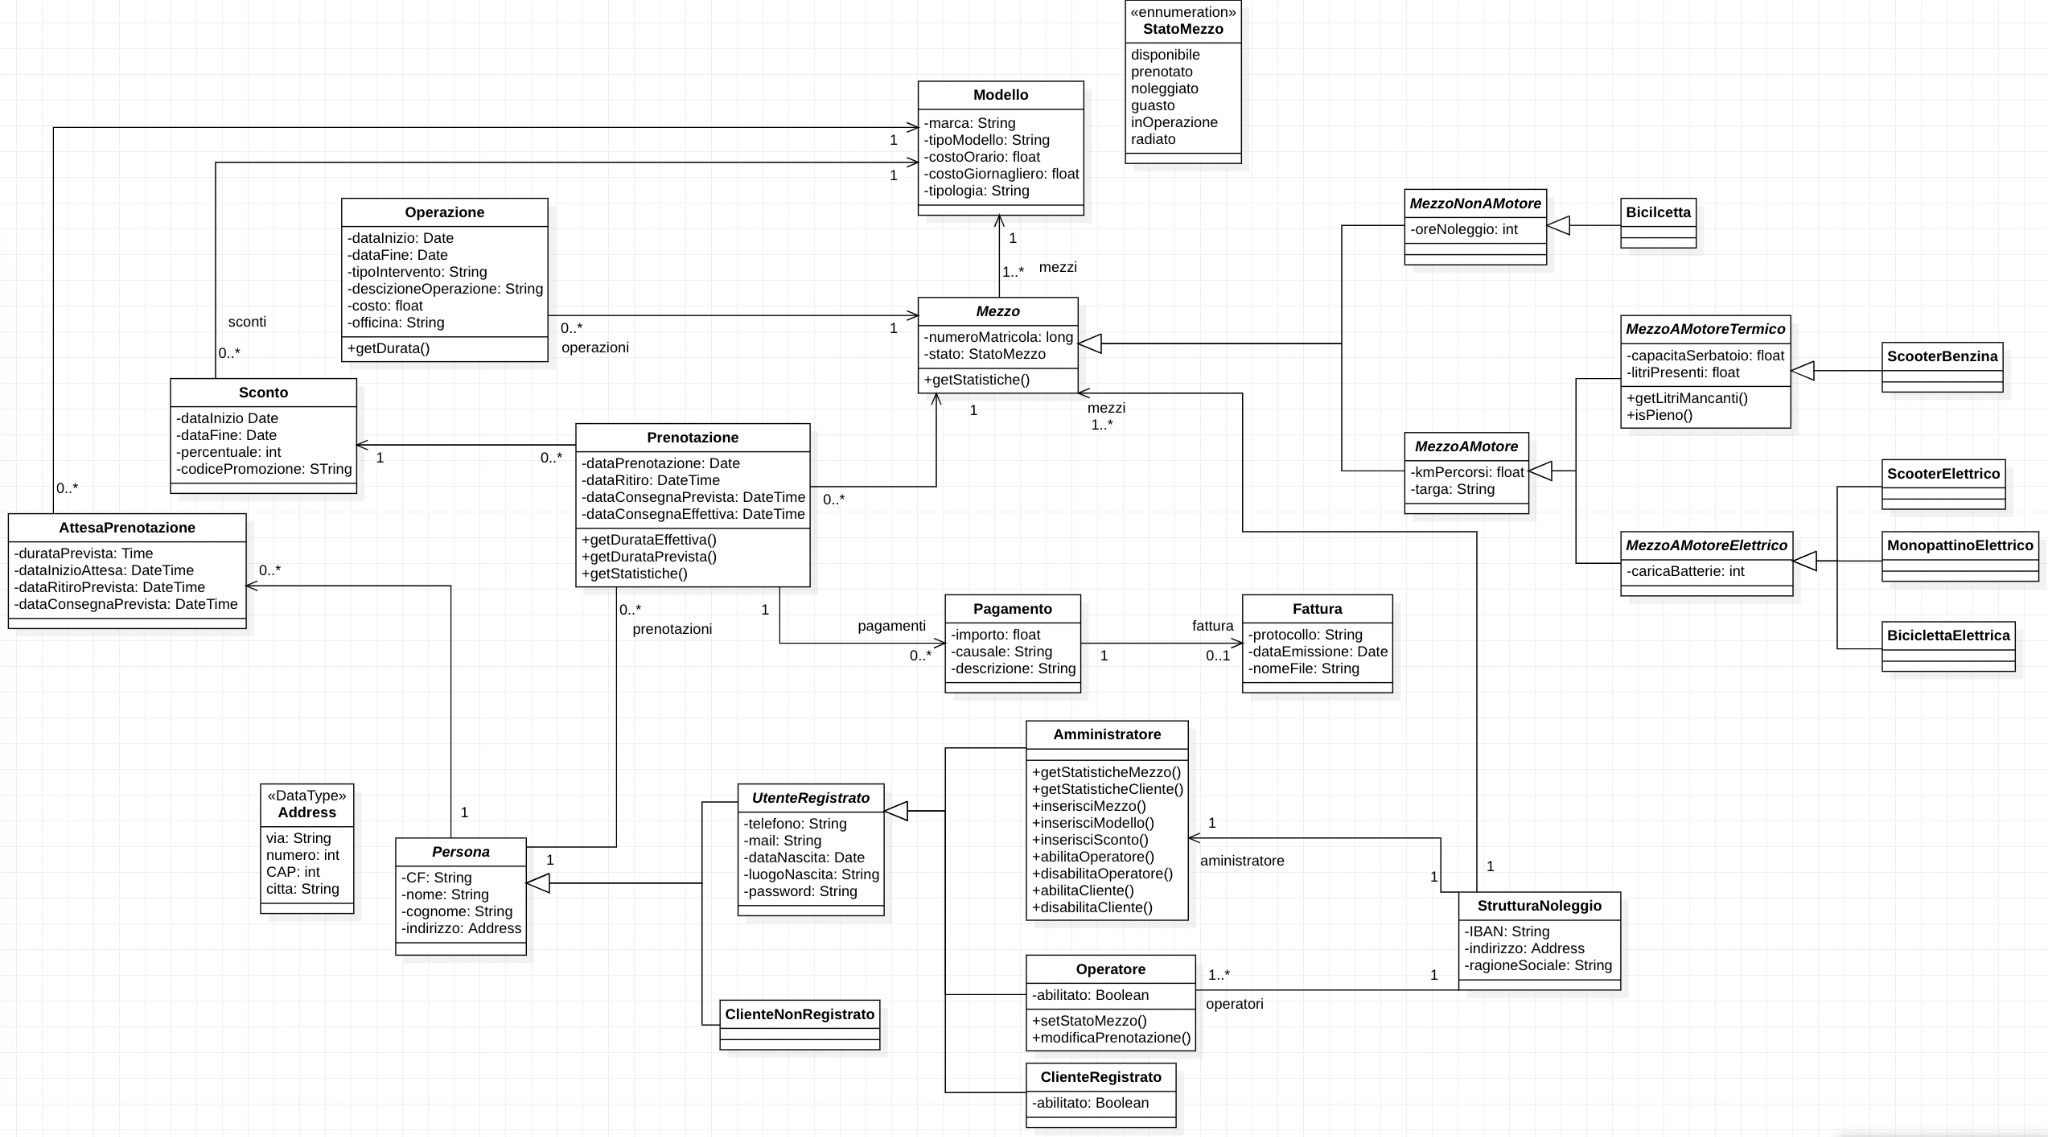 «ennumeration»
StatoMezzo
disponibile
prenotato
noleggiato
guasto
inOperazione
radiato
Modello
-marca: String
-tipoModello: String
-costoOrario: float
-costoGiornagliero: float
-tipologia: String
1
1
1
1..*
mezzi
Operazione
-dataInizio: Date
-dataFine: Date
-tipoIntervento: String
-descizioneOperazione: String
-costo: float
-officina: String
+getDurata()
0..*
operazioni
1
Mezzo
-numeroMatricola: long
-stato: StatoMezzo
+getStatistiche()
1
mezzi
1..*
MezzoNonAMotore
-oreNoleggio: int
Bicilcetta
MezzoAMotoreTermico
-capacitaSerbatoio: float
-litriPresenti: float
+getLitriMancanti()
+isPieno()
ScooterBenzina
MezzoAMotore
-kmPercorsi: float
-targa: String
ScooterElettrico
MezzoAMotoreElettrico
-caricaBatterie: int
MonopattinoElettrico
BiciclettaElettrica
sconti
0..*
Sconto
-dataInizio Date
-dataFine: Date
-percentuale: int
-codicePromozione: STring
1
0..*
Prenotazione
-dataPrenotazione: Date
-dataRitiro: DateTime
-dataConsegnaPrevista: DateTime
-dataConsegnaEffettiva: DateTime
+getDurataEffettiva()
+getDurataPrevista()
+getStatistiche()
0..*
0..*
AttesaPrenotazione
-durataPrevista: Time
-dataInizioAttesa: DateTime
-dataRitiroPrevista: DateTime
-dataConsegnaPrevista: DateTime
0..*
0..*
prenotazioni
1
pagamenti
0..*
Pagamento
-importo: float
-causale: String
-descrizione: String
1
fattura
0..1
Fattura
-protocollo: String
-dataEmissione: Date
-nomeFile: String
«DataType»
Address
via: String
numero: int
CAP: int
citta: String
1
Persona
-CF: String
-nome: String
-cognome: String
-indirizzo: Address
1
UtenteRegistrato
-telefono: String
-mail: String
-dataNascita: Date
-luogoNascita: String
-password: String
ClienteNonRegistrato
Amministratore
+getStatisticheMezzo()
+getStatisticheCliente()
+inserisciMezzo()
+inserisciModello()
+inserisciSconto()
+abilitaOperatore()
+disabilitaOperatore()
+abilitaCliente()
+disabilitaCliente()
1
aministratore
1
1
StrutturaNoleggio
-IBAN: String
-indirizzo: Address
-ragioneSociale: String
Operatore
-abilitato: Boolean
+setStatoMezzo()
+modificaPrenotazione()
1..*
operatori
1
ClienteRegistrato
-abilitato: Boolean